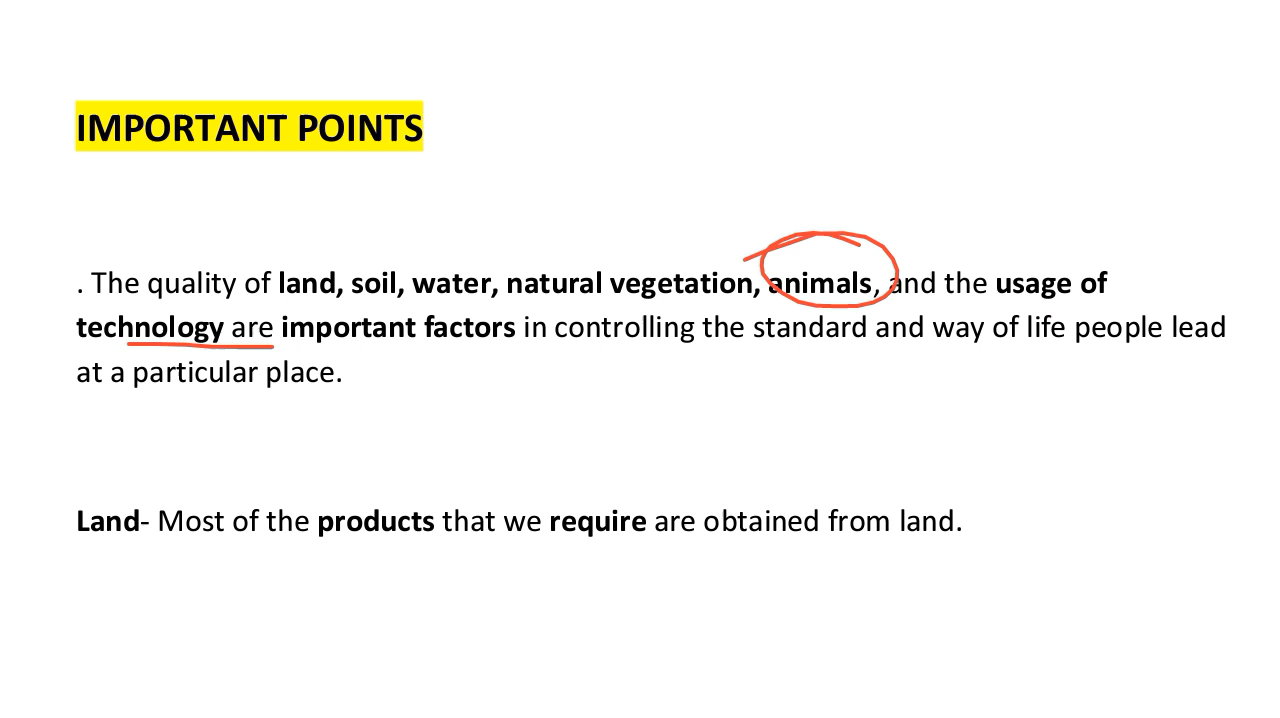 IMPORTANT POINTS
. The quality of land, soil, water, natural vegetation, animals, and the usage of
technology are important factors in controlling the standard and way of life people lead
at a particular place.
Land- Most of the products that we require are obtained from land.